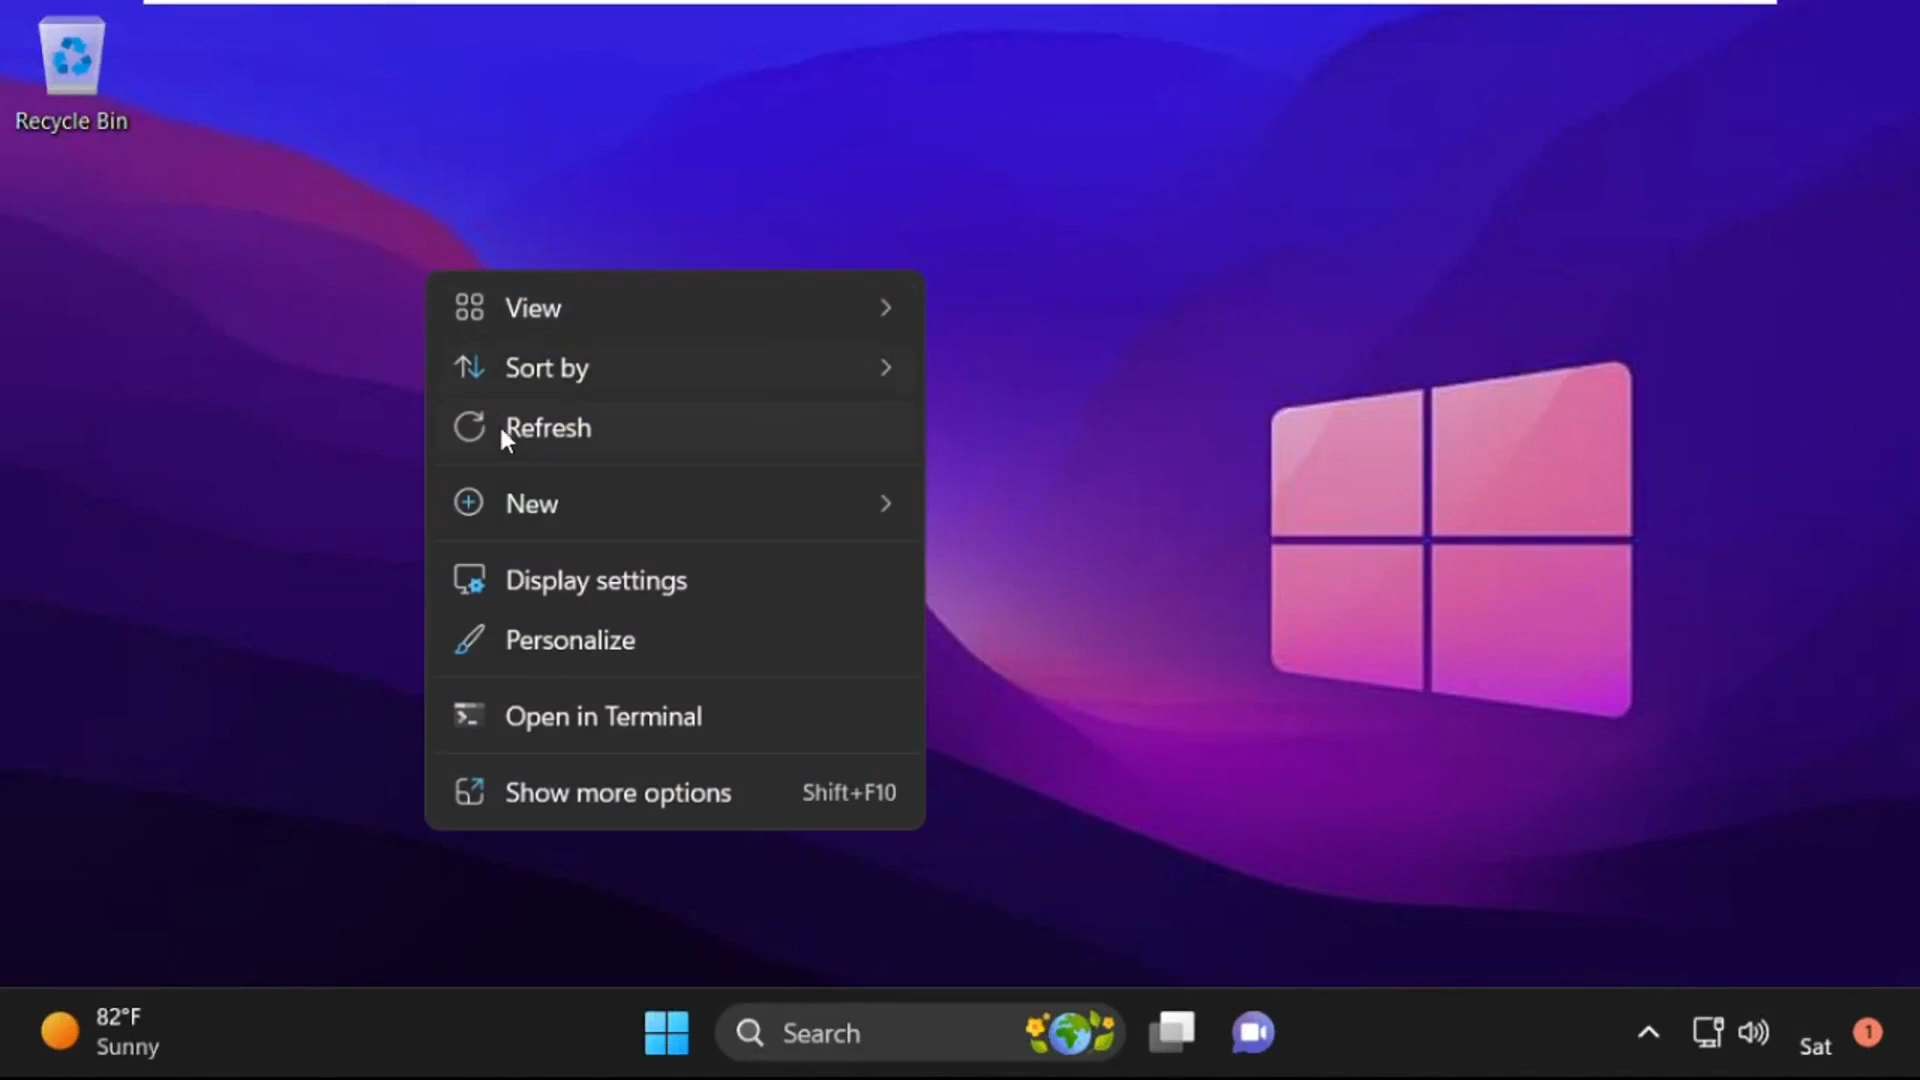 Recycle Bin
View
Sort by
Refresh
New
Display settings
Personalize
Open in Terminal
Show more options Shift+F10
82°F
Sunny
Search
Sat
1